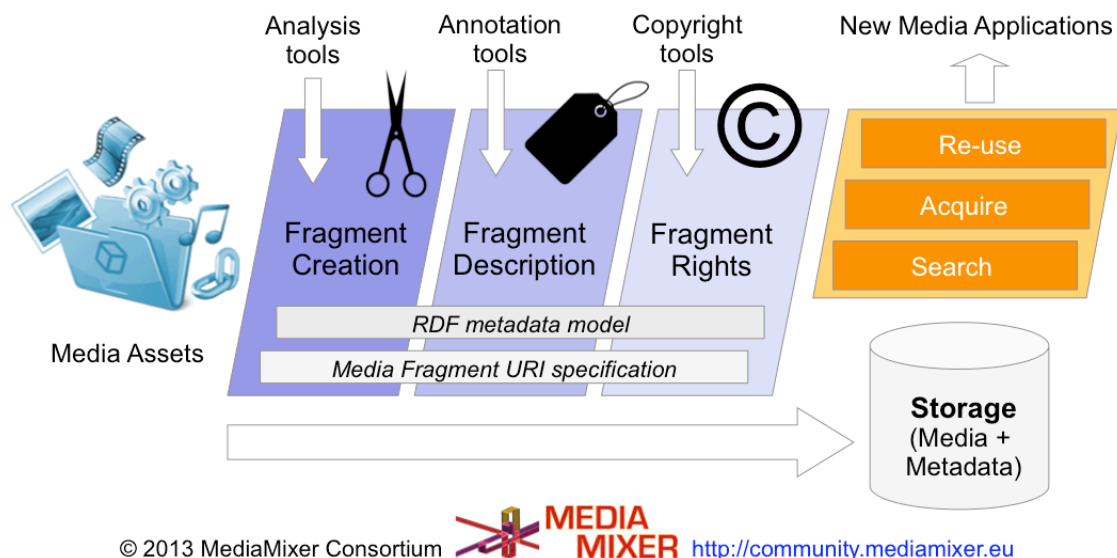 Analysis
tools
Annotation
tools
Copyright
tools
New Media Applications
©
Fragment
Creation
Fragment
Description
Fragment
Rights
Re-use
Acquire
Search
RDF metadata model
Media Fragment URI specification
Media Assets
Storage
(Media +
Metadata)
© 2013 MediaMixer Consortium
MEDIA
MIXER
http://community.mediamixer.eu